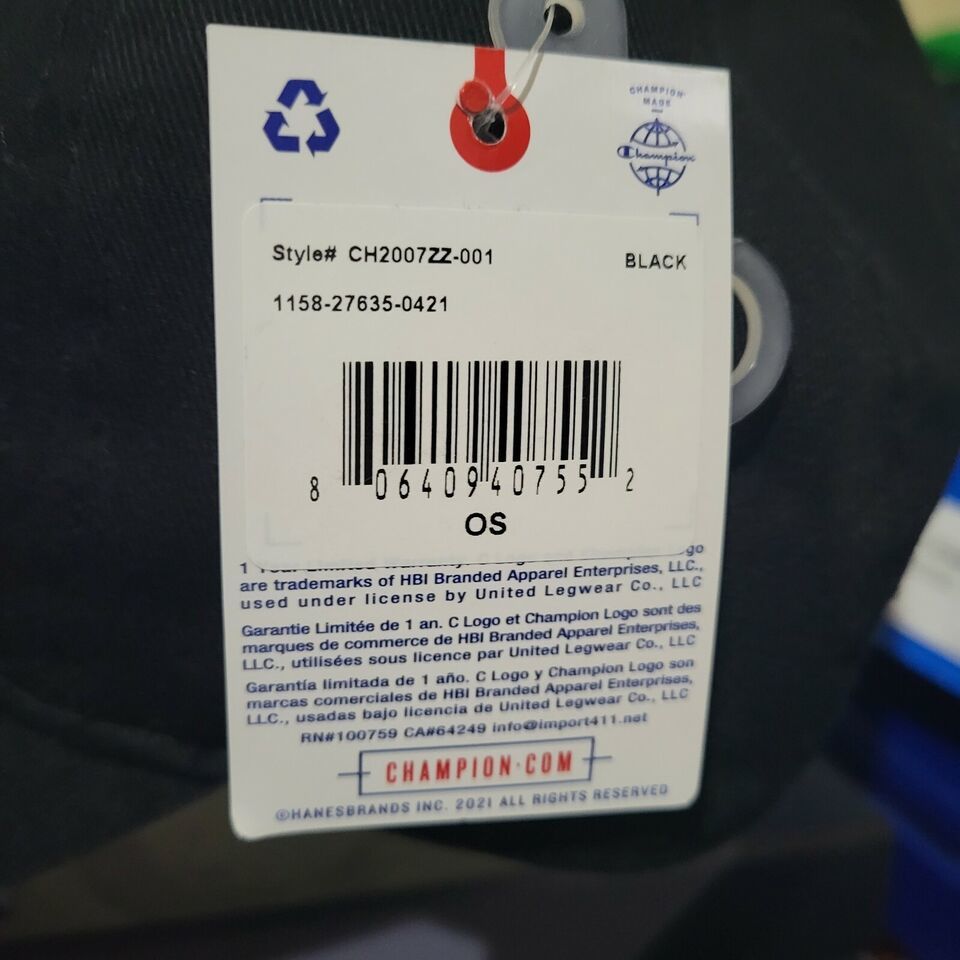 CHAMPION
MADE
Champion
Style# CH2007ZZ-001
BLACK
1158-27635-0421
8 06409 40755 2
OS
are trademarks of HBI Branded Apparel Enterprises, LLC.,
used under license by United Legwear Co., LLC
Garantie Limitée de 1 an. C Logo et Champion Logo sont des
marques de commerce de HBI Branded Apparel Enterprises,
LLC., utilisées sous licence par United Legwear Co., LLC
Garantía limitada de 1 año. C Logo y Champion Logo son
marcas comerciales de HBI Branded Apparel Enterprises,
LLC., usadas bajo licencia de United Legwear Co., LLC
RN#100759 CA#64249 info@import411.net
CHAMPION·COM
©HANESBRANDS INC. 2021 ALL RIGHTS RESERVED